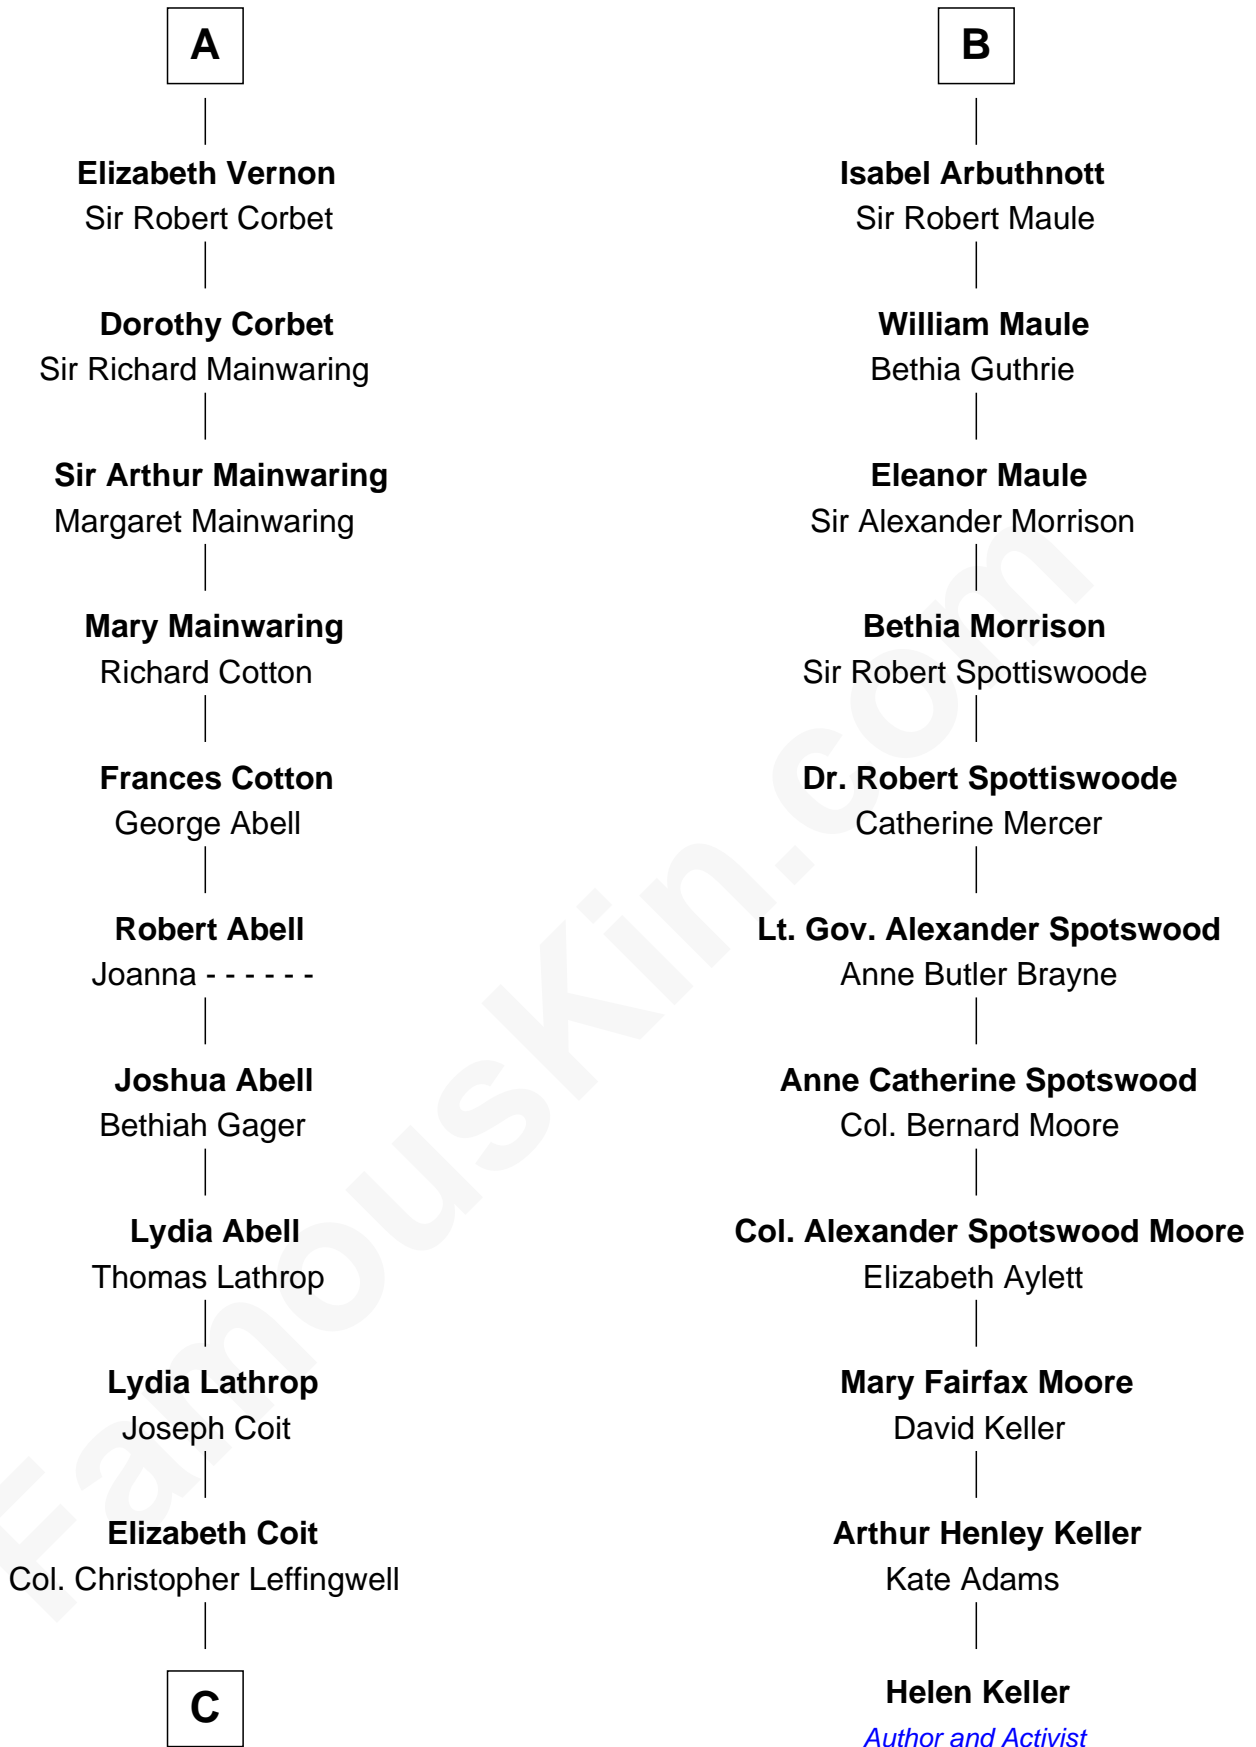 A
Elizabeth Vernon
Sir Robert Corbet
Dorothy Corbet
Sir Richard Mainwaring
Sir Arthur Mainwaring
Margaret Mainwaring
Mary Mainwaring
Richard Cotton
Frances Cotton
George Abell
Robert Abell
Joanna - - - - - -
Joshua Abell
Bethiah Gager
Lydia Abell
Thomas Lathrop
Lydia Lathrop
Joseph Coit
Elizabeth Coit
Col. Christopher Leffingwell
C
B
Isabel Arbuthnott
Sir Robert Maule
William Maule
Bethia Guthrie
Eleanor Maule
Sir Alexander Morrison
Bethia Morrison
Sir Robert Spottiswoode
Dr. Robert Spottiswoode
Catherine Mercer
Lt. Gov. Alexander Spotswood
Anne Butler Brayne
Anne Catherine Spotswood
Col. Bernard Moore
Col. Alexander Spotswood Moore
Elizabeth Aylett
Mary Fairfax Moore
David Keller
Arthur Henley Keller
Kate Adams
Helen Keller
Author and Activist
FamousKin.com